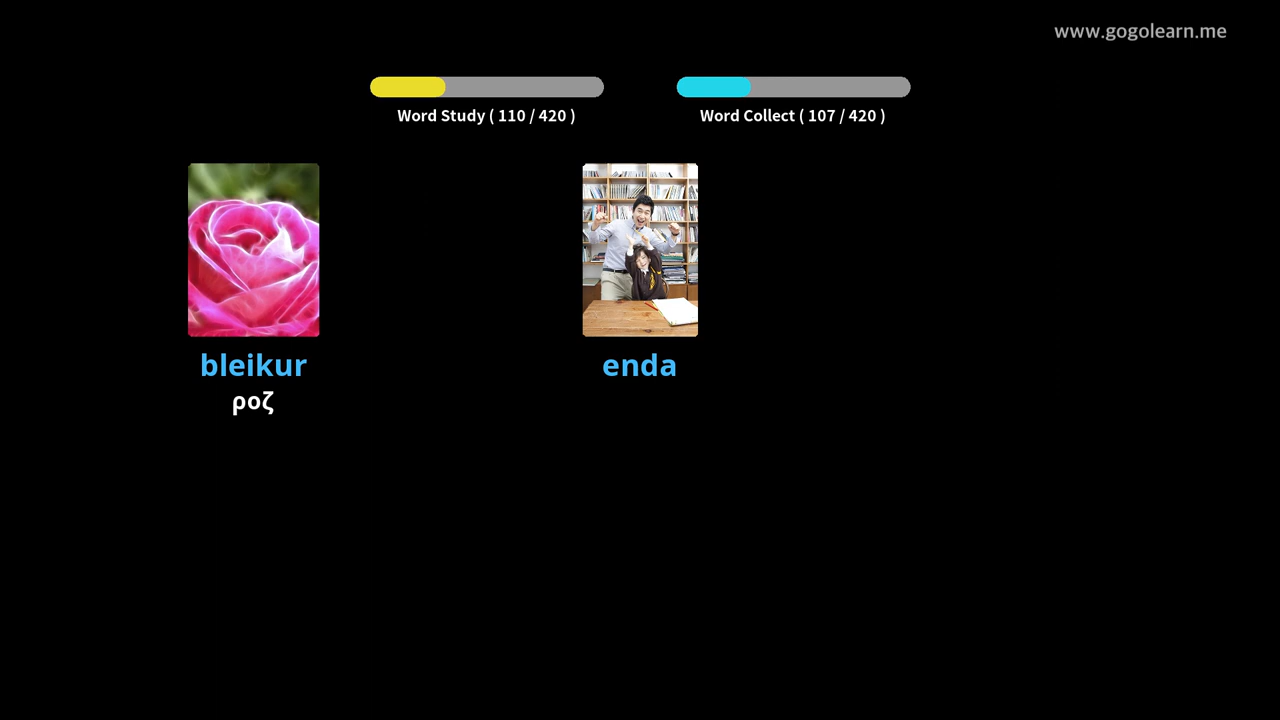 www.gogolearn.me
Word Study ( 110 / 420 )
Word Collect ( 107 / 420 )
bleikur
ροζ
enda